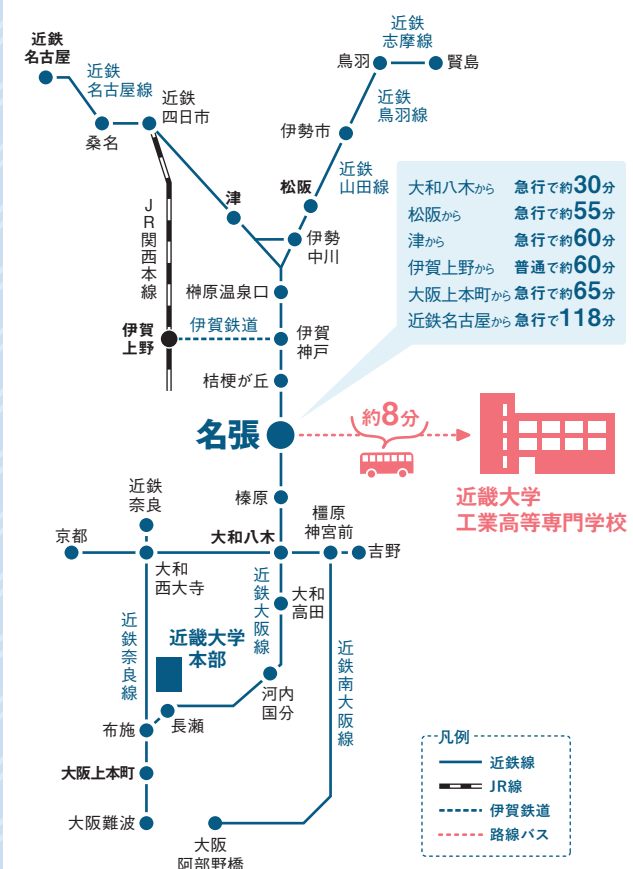 近鉄
名古屋
近鉄
名古屋線
桑名
近鉄
四日市
近鉄
志摩線
鳥羽
賢島
近鉄
鳥羽線
伊勢市
近鉄
山田線
松阪
津
伊勢
中川
JR関西本線
榊原温泉口
伊賀
上野
伊賀鉄道
伊賀
神戸
桔梗が丘
大和八木から 急行で約30分
松阪から 急行で約55分
津から 急行で約60分
伊賀上野から 普通で約60分
大阪上本町から 急行で約65分
近鉄名古屋から 急行で118分
名張
約8分
近畿大学
工業高等専門学校
榛原
近鉄
奈良
京都
大和八木
橿原
神宮前
吉野
大和
西大寺
近鉄大阪線
大和
高田
近鉄奈良線
近畿大学
本部
近鉄南大阪線
河内
国分
布施
長瀬
大阪上本町
大阪難波
大阪
阿部野橋
凡例
近鉄線
JR線
伊賀鉄道
路線バス